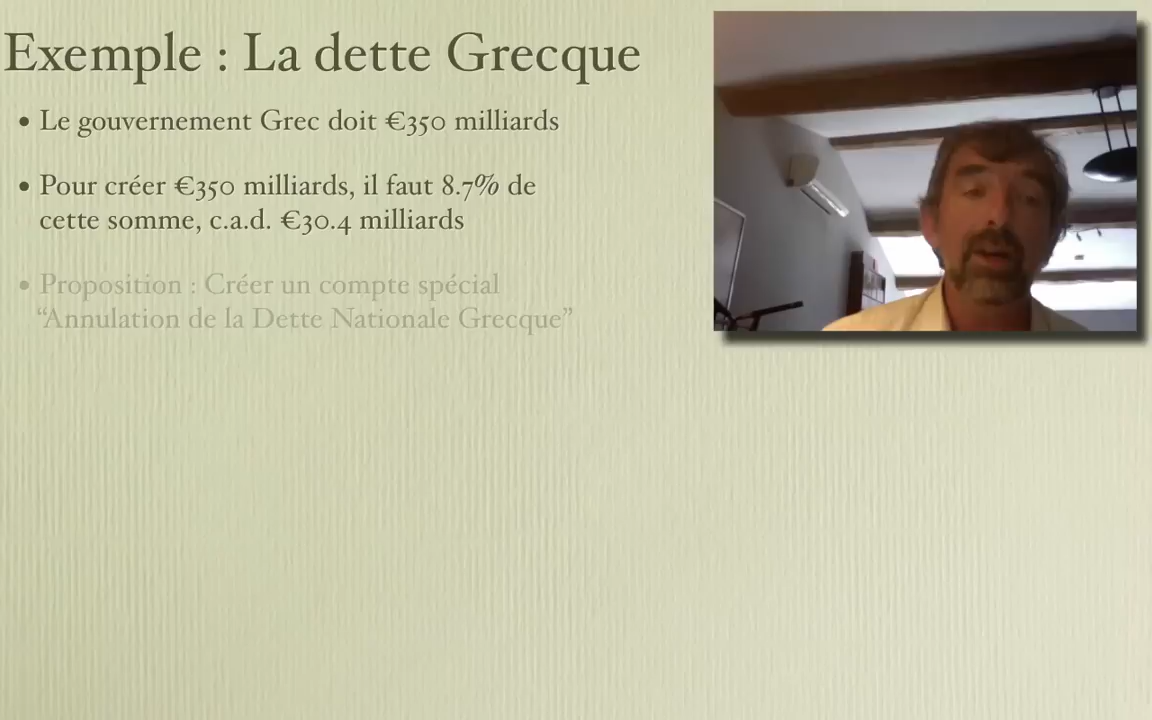 Exemple : La dette Grecque
• Le gouvernement Grec doit €350 milliards
• Pour créer €350 milliards, il faut 8.7% de
cette somme, c.a.d. €30.4 milliards
• Proposition : Créer un compte spécial
“Annulation de la Dette Nationale Grecque”